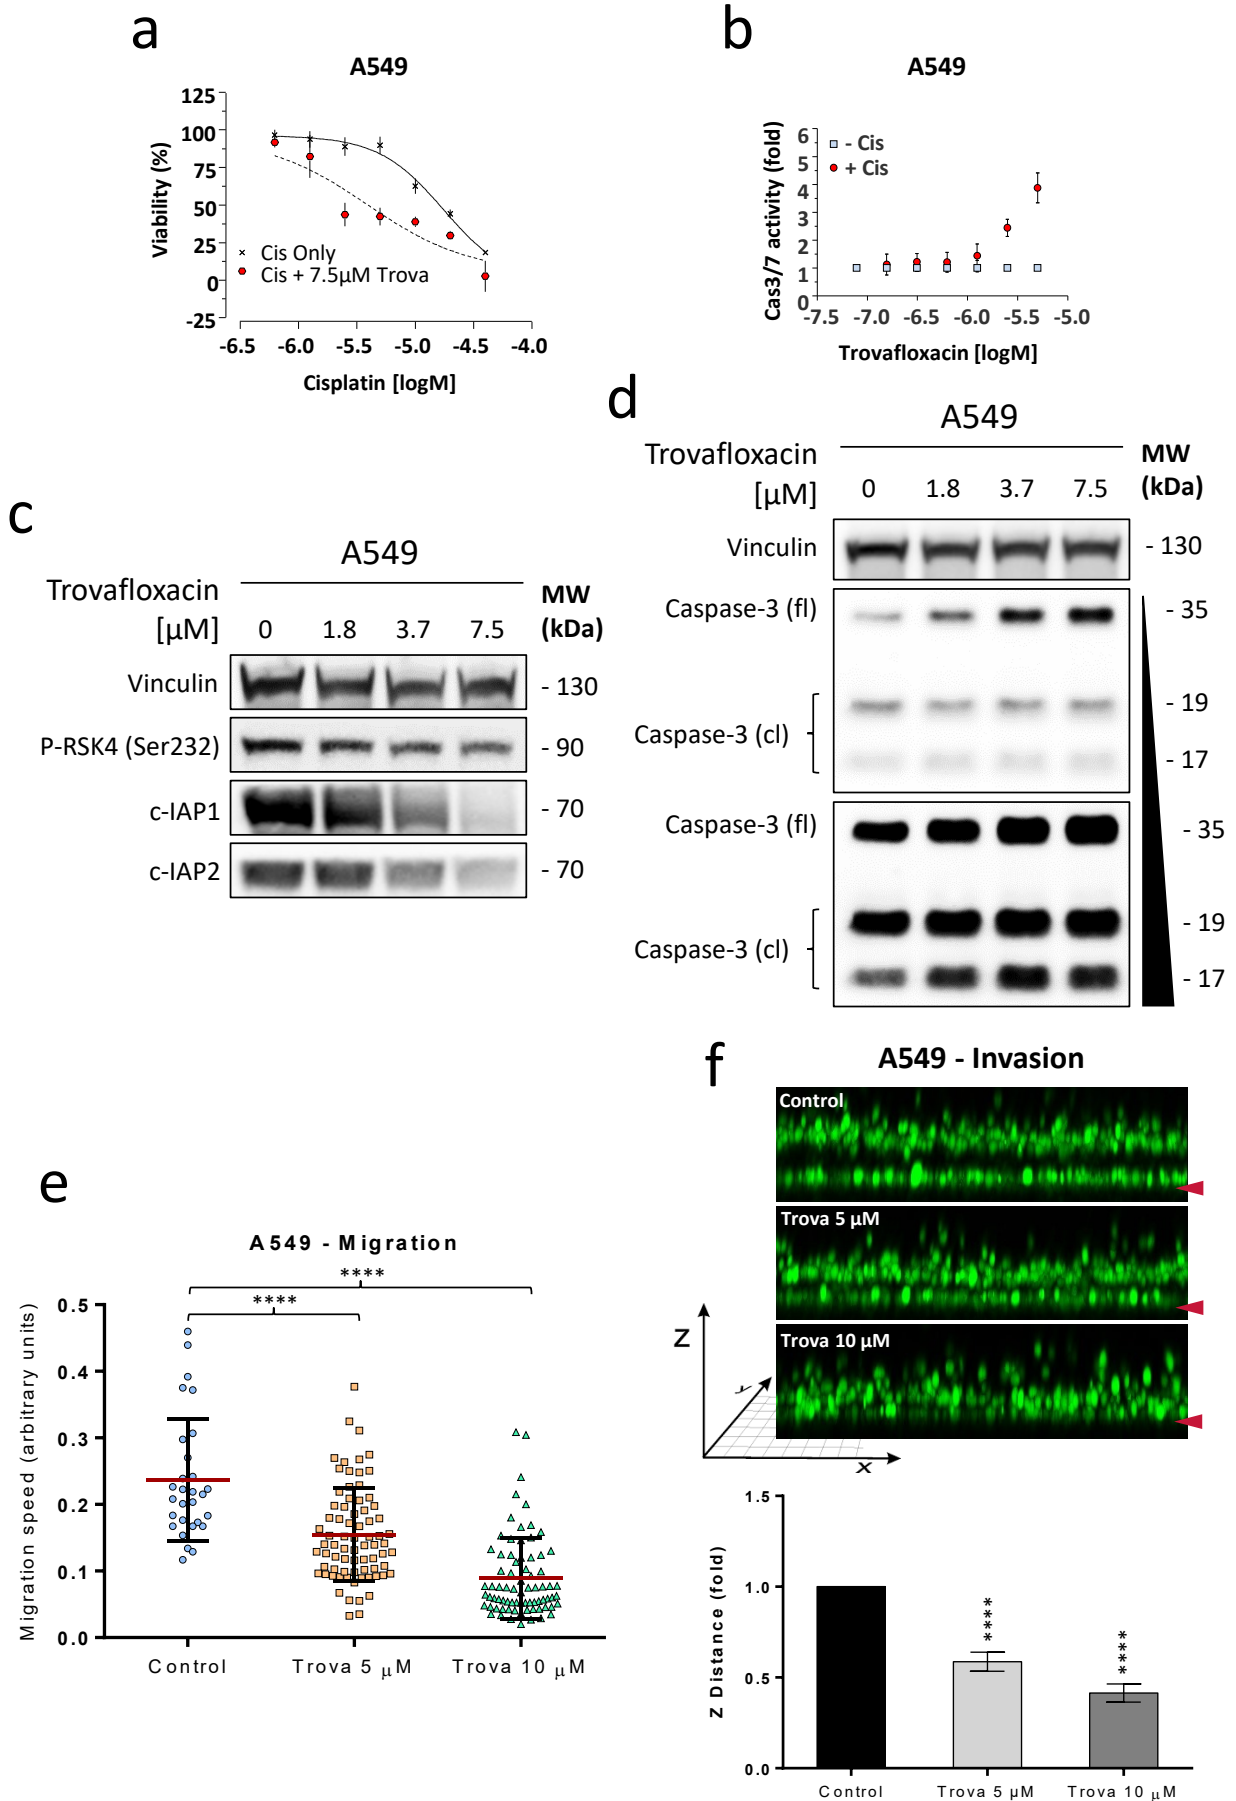 a
A549
Viability (%)
125
100
75
50
25
0
-25
× Cis Only
Cis + 7.5µM Trova
-6.5 -6.0 -5.5 -5.0 -4.5 -4.0
Cisplatin [logM]
b
A549
Cas3/7 activity (fold)
6
5
4
3
2
1
0
- Cis
+ Cis
-7.5 -7.0 -6.5 -6.0 -5.5 -5.0
Trovafloxacin [logM]
c
A549
Trovafloxacin
[µM]
0 1.8 3.7 7.5
MW
(kDa)
Vinculin - 130
P-RSK4 (Ser232) - 90
c-IAP1 - 70
c-IAP2 - 70
d
A549
Trovafloxacin
[µM]
0 1.8 3.7 7.5
MW
(kDa)
Vinculin - 130
Caspase-3 (fl) - 35
- 19
Caspase-3 (cl)
- 17
Caspase-3 (fl) - 35
- 19
Caspase-3 (cl)
- 17
e
A549 - Migration
****
****
Migration speed (arbitrary units)
0.5
0.4
0.3
0.2
0.1
0.0
Control Trova 5 µM Trova 10 µM
f
A549 - Invasion
Control
Trova 5 µM
Trova 10 µM
Z
y
x
Z Distance (fold)
1.5
1.0
0.5
0.0
****
****
Control Trova 5 µM Trova 10 µM